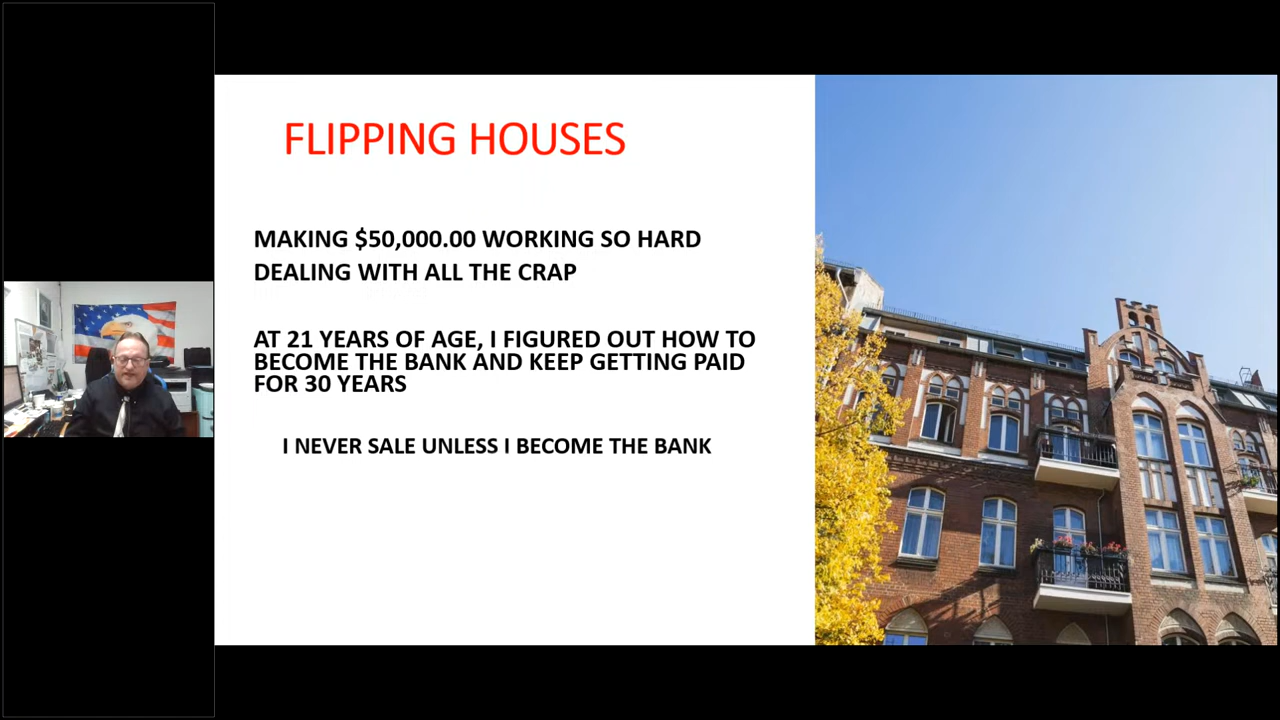 FLIPPING HOUSES
MAKING $50,000.00 WORKING SO HARD
DEALING WITH ALL THE CRAP
AT 21 YEARS OF AGE, I FIGURED OUT HOW TO
BECOME THE BANK AND KEEP GETTING PAID
FOR 30 YEARS
I NEVER SALE UNLESS I BECOME THE BANK